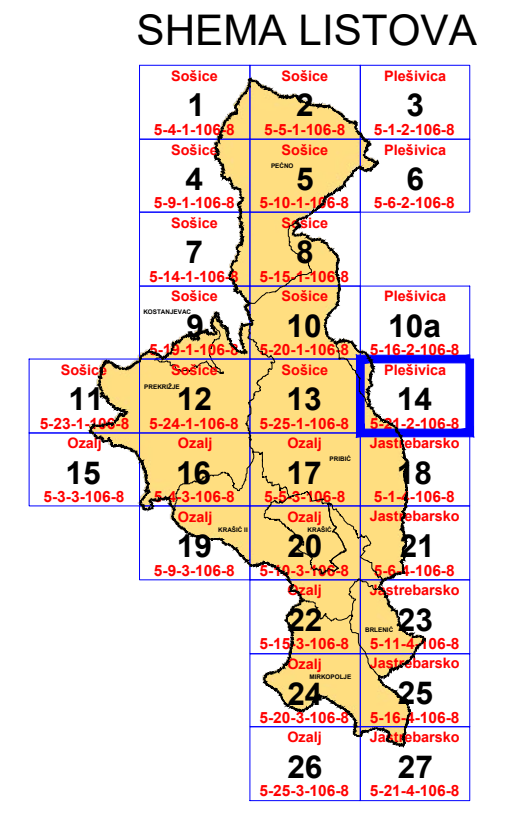 SHEMA LISTOVA
Sošice Sošice Plešivica
1 2 3
5-4-1-106-8 5-5-1-106-8 5-1-2-106-8
Sošice Sošice Plešivica
PEĆNO
4 5 6
5-9-1-106-8 5-10-1-106-8 5-6-2-106-8
Sošice Sošice
7 8
5-14-1-106-8 5-15-1-106-8
Sošice Sošice Plešivica
KOSTANJEVAC
9 10 10a
5-19-1-106-8 5-20-1-106-8 5-16-2-106-8
Sošice Sošice Sošice Plešivica
PREKRIŽJE
11 12 13 14
5-23-1-106-8 5-24-1-106-8 5-25-1-106-8 5-21-2-106-8
Ozalj Ozalj Ozalj Jastrebarsko
PRIBIĆ
15 16 17 18
5-3-3-106-8 5-4-3-106-8 5-5-3-106-8 5-1-4-106-8
Ozalj Ozalj Jastrebarsko
KRAŠIĆ II KRAŠIĆ
19 20 21
5-9-3-106-8 5-10-3-106-8 5-6-4-106-8
Ozalj Jastrebarsko
22 23
BRLENIĆ
5-15-3-106-8 5-11-4-106-8
Ozalj Jastrebarsko
MIRKOPOLJE
24 25
5-20-3-106-8 5-16-4-106-8
Ozalj Jastrebarsko
26 27
5-25-3-106-8 5-21-4-106-8